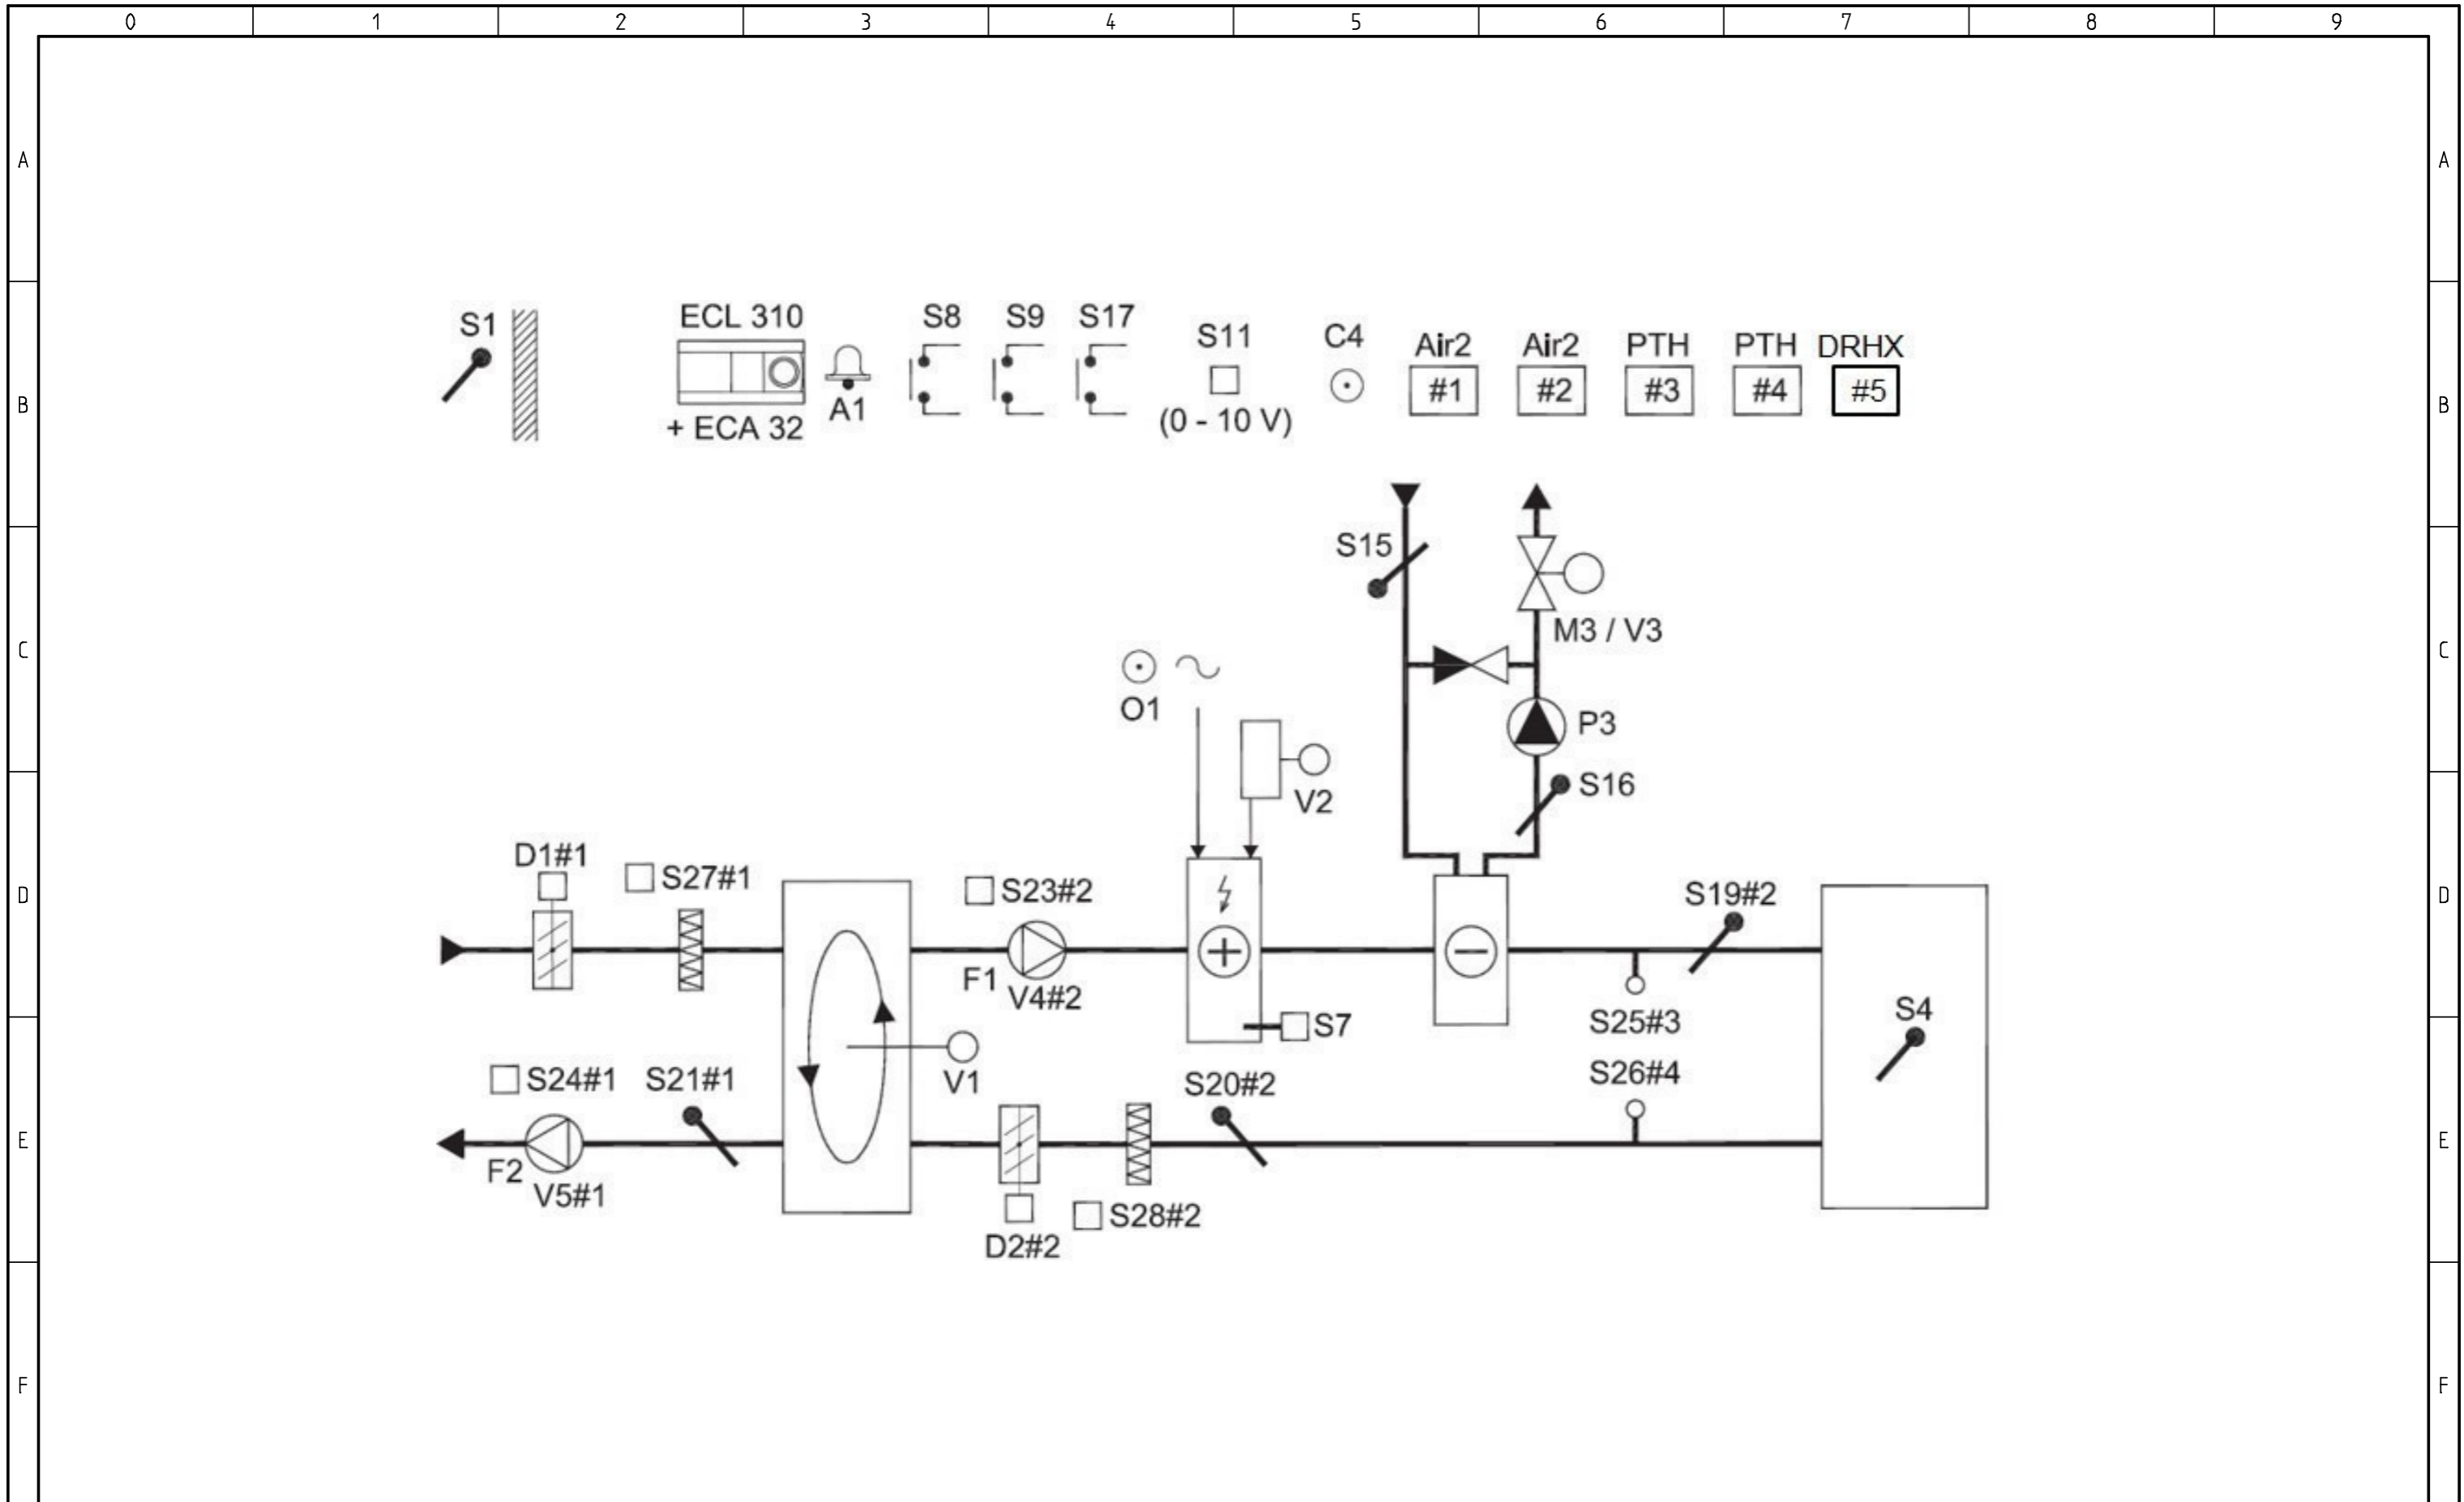 0 1 2 3 4 5 6 7 8 9
A A
S1 ECL 310 S8 S9 S17 S11 C4 Air2 Air2 PTH PTH DRHX
#1 #2 #3 #4 #5
B B
+ ECA 32 A1 (0 - 10 V)
S15
M3 / V3
C C
O1
P3
S16
V2
D1#1
S27#1 S23#2 S19#2
D D
F1 V4#2
S25#3 S4
S7
S24#1 S21#1 V1 S20#2 S26#4
E E
F2
V5#1
S28#2
D2#2
F F